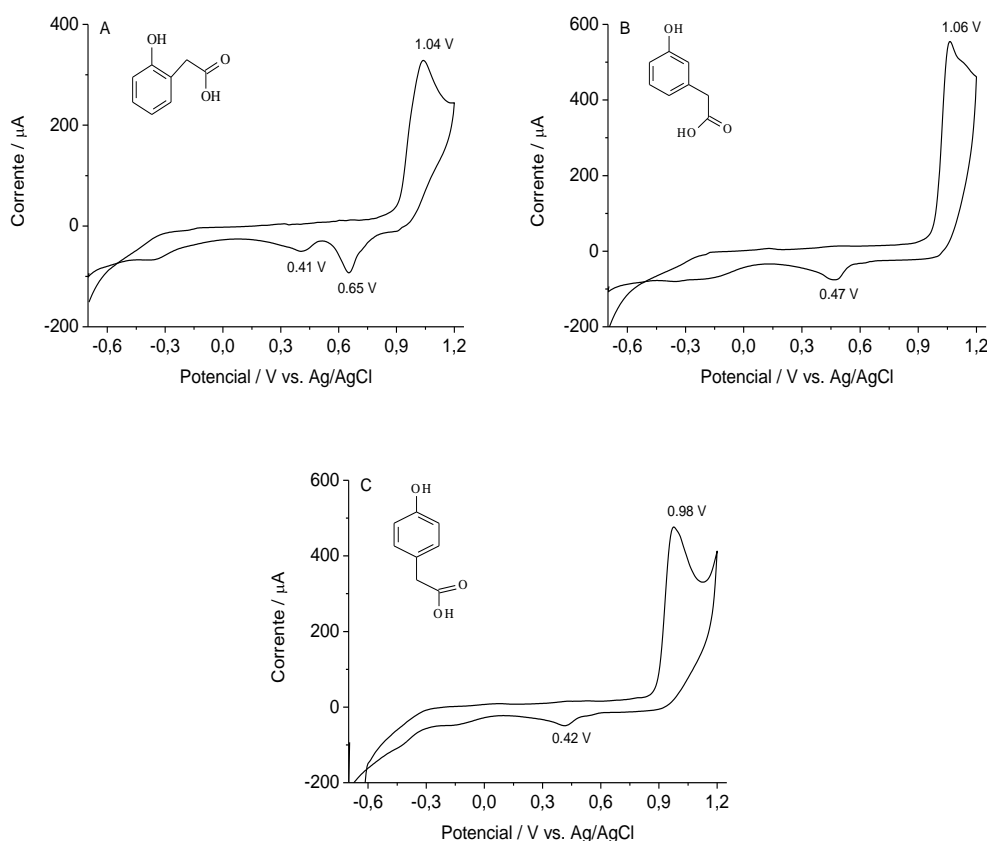 A
400
200
0
-200
Corrente / μA
OH
O
OH
1.04 V
0.41 V
0.65 V
-0,6 -0,3 0,0 0,3 0,6 0,9 1,2
Potencial / V vs. Ag/AgCl
B
600
400
200
0
-200
Corrente / μA
OH
HO
O
1.06 V
0.47 V
-0,6 -0,3 0,0 0,3 0,6 0,9 1,2
Potencial / V vs. Ag/AgCl
C
600
400
200
0
-200
Corrente / μA
OH
O
OH
0.98 V
0.42 V
-0,6 -0,3 0,0 0,3 0,6 0,9 1,2
Potencial / V vs. Ag/AgCl